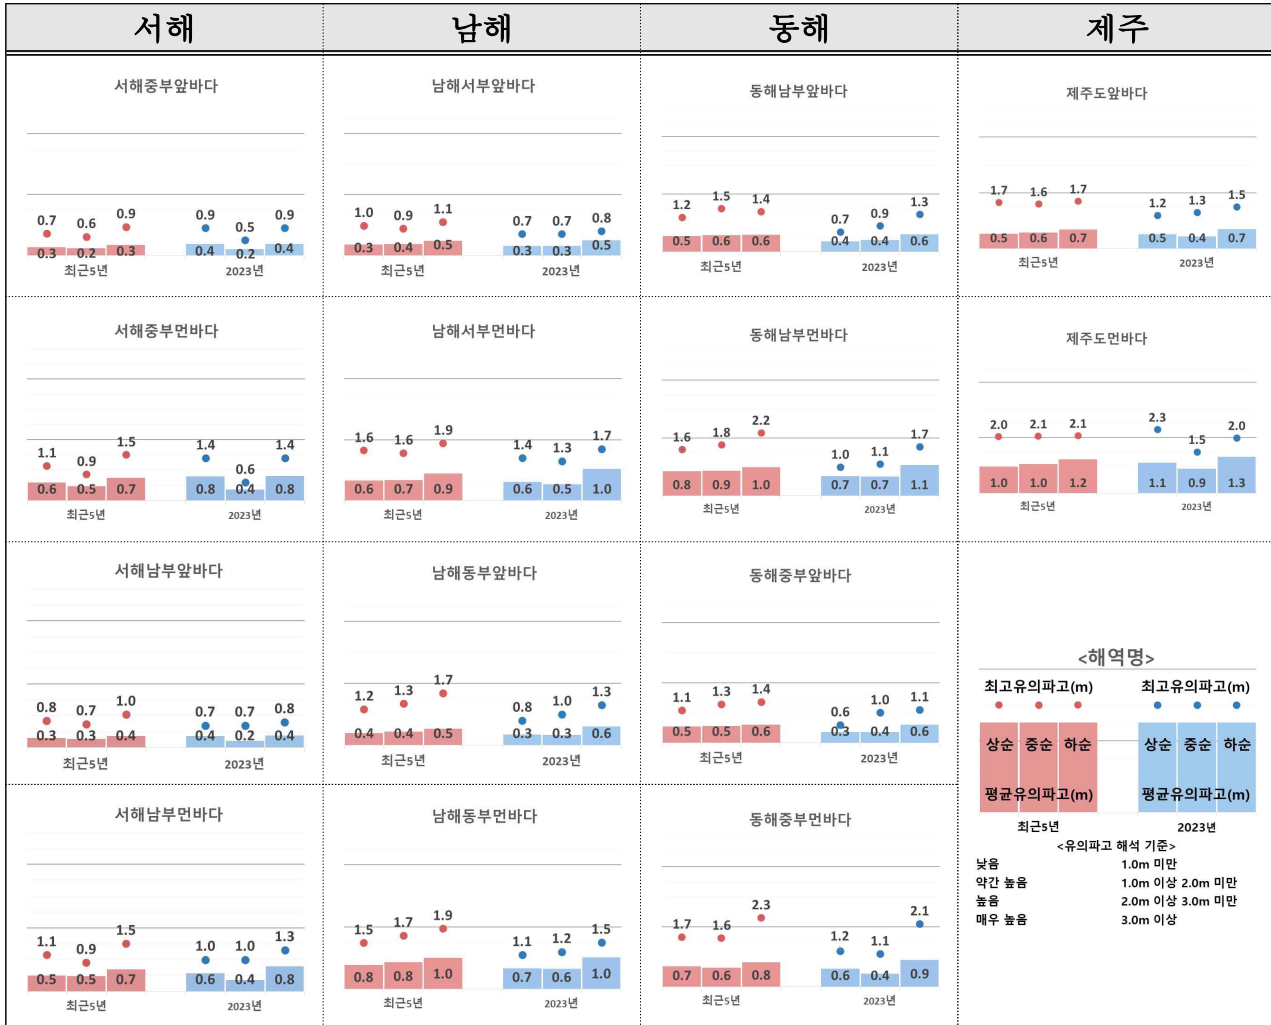 서해 남해 동해 제주
서해중부앞바다
0.7 0.6 0.9 0.9 0.5 0.9
0.3 0.2 0.3 0.4 0.2 0.4
최근5년 2023년
남해서부앞바다
1.0 0.9 1.1 0.7 0.7 0.8
0.3 0.4 0.5 0.3 0.3 0.5
최근5년 2023년
동해남부앞바다
1.2 1.5 1.4 0.7 0.9 1.3
0.5 0.6 0.6 0.4 0.4 0.6
최근5년 2023년
제주도앞바다
1.7 1.6 1.7 1.2 1.3 1.5
0.5 0.6 0.7 0.5 0.4 0.7
최근5년 2023년
서해중부먼바다
1.1 0.9 1.5 1.4 0.6 1.4
0.6 0.5 0.7 0.8 0.4 0.8
최근5년 2023년
남해서부먼바다
1.6 1.6 1.9 1.4 1.3 1.7
0.6 0.7 0.9 0.6 0.5 1.0
최근5년 2023년
동해남부먼바다
1.6 1.8 2.2 1.0 1.1 1.7
0.8 0.9 1.0 0.7 0.7 1.1
최근5년 2023년
제주도먼바다
2.0 2.1 2.1 2.3 1.5 2.0
1.0 1.0 1.2 1.1 0.9 1.3
최근5년 2023년
서해남부앞바다
0.8 0.7 1.0 0.7 0.7 0.8
0.3 0.3 0.4 0.4 0.2 0.4
최근5년 2023년
남해동부앞바다
1.2 1.3 1.7 0.8 1.0 1.3
0.4 0.4 0.5 0.3 0.3 0.6
최근5년 2023년
동해중부앞바다
1.1 1.3 1.4 0.6 1.0 1.1
0.5 0.5 0.6 0.3 0.4 0.6
최근5년 2023년
<해역명>
최고유의파고(m) 최고유의파고(m)
상순 중순 하순 상순 중순 하순
평균유의파고(m) 평균유의파고(m)
최근5년 2023년
<유의파고 해석 기준>
낮음 1.0m 미만
약간 높음 1.0m 이상 2.0m 미만
높음 2.0m 이상 3.0m 미만
매우 높음 3.0m 이상
서해남부먼바다
1.1 0.9 1.5 1.0 1.0 1.3
0.5 0.5 0.7 0.6 0.4 0.8
최근5년 2023년
남해동부먼바다
1.5 1.7 1.9 1.1 1.2 1.5
0.8 0.8 1.0 0.7 0.6 1.0
최근5년 2023년
동해중부먼바다
1.7 1.6 2.3 1.2 1.1 2.1
0.7 0.6 0.8 0.6 0.4 0.9
최근5년 2023년